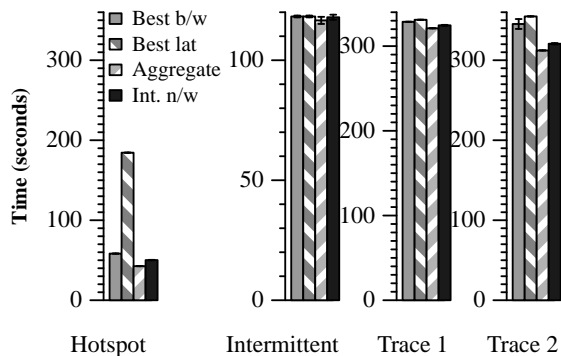 Time (seconds)
300
200
100
0
Best b/w
Best lat
Aggregate
Int. n/w
100
50
0
300
200
100
0
300
200
100
0
Hotspot
Intermittent
Trace 1
Trace 2